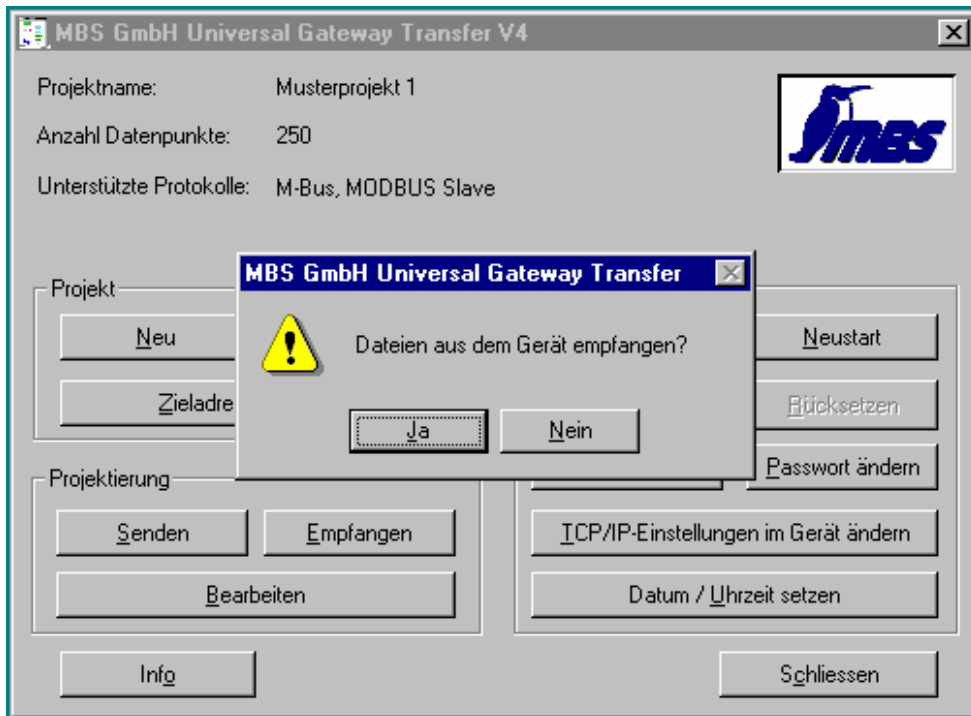 MBS GmbH Universal Gateway Transfer V4
Projektname: Musterprojekt 1
mbs
Anzahl Datenpunkte: 250
Unterstützte Protokolle: M-Bus, MODBUS Slave
MBS GmbH Universal Gateway Transfer
Dateien aus dem Gerät empfangen?
Ja
Nein
Projekt
Neu
Zieladre
Neustart
Rücksetzen
Passwort ändern
Projektierung
Senden
Empfangen
Bearbeiten
TCP/IP-Einstellungen im Gerät ändern
Datum / Uhrzeit setzen
Info
Schliessen